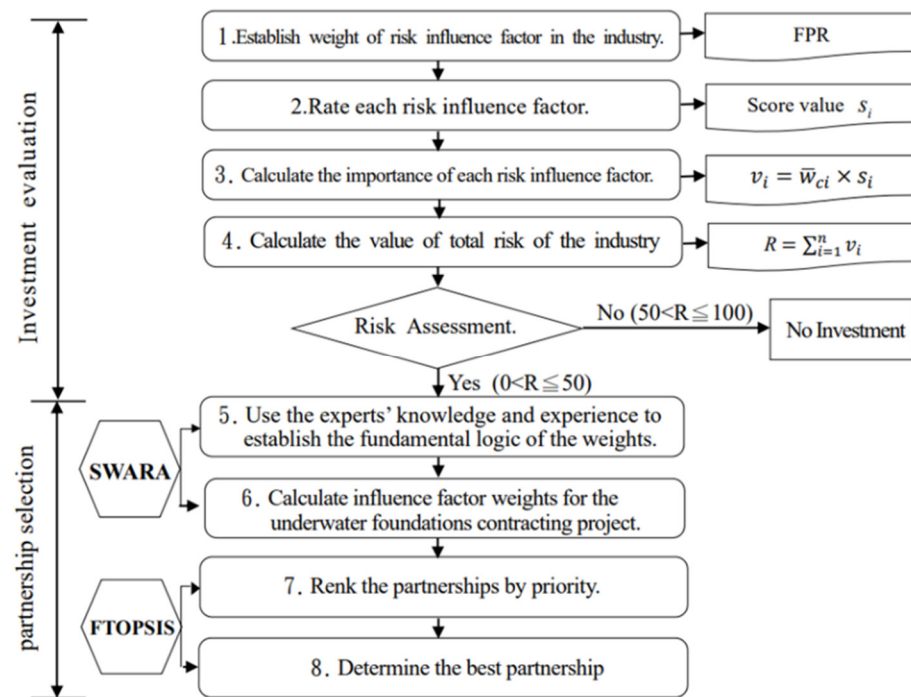 1.Establish weight of risk influence factor in the industry.
FPR
2.Rate each risk influence factor.
Score value s_i
3. Calculate the importance of each risk influence factor.
v_i = w̅_ci × s_i
4. Calculate the value of total risk of the industry
R = ∑_{i=1}^{n} v_i
Risk Assessment.
No (50<R≦100)
No Investment
Yes (0<R≦50)
Investment evaluation
5. Use the experts’ knowledge and experience to
establish the fundamental logic of the weights.
SWARA
6. Calculate influence factor weights for the
underwater foundations contracting project.
7. Renk the partnerships by priority.
FTOPSIS
8. Determine the best partnership
partnership selection